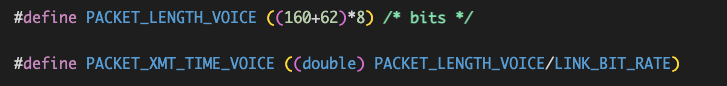 #define PACKET_LENGTH_VOICE ((160+62)*8) /* bits */
#define PACKET_XMT_TIME_VOICE ((double) PACKET_LENGTH_VOICE/LINK_BIT_RATE)